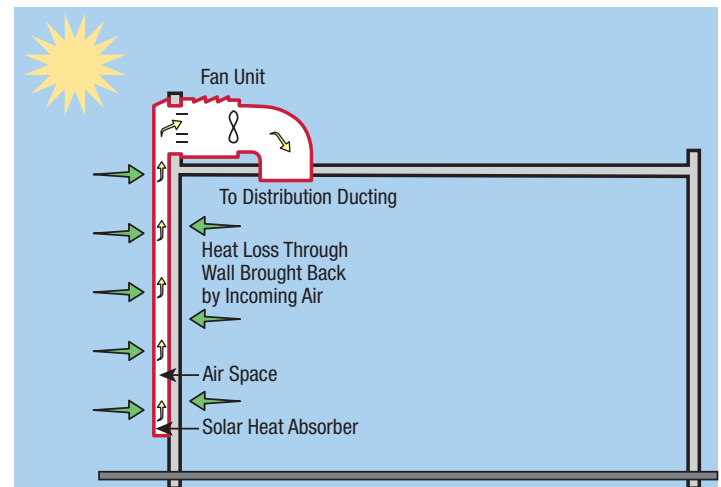 Fan Unit
To Distribution Ducting
Heat Loss Through
Wall Brought Back
by Incoming Air
Air Space
Solar Heat Absorber